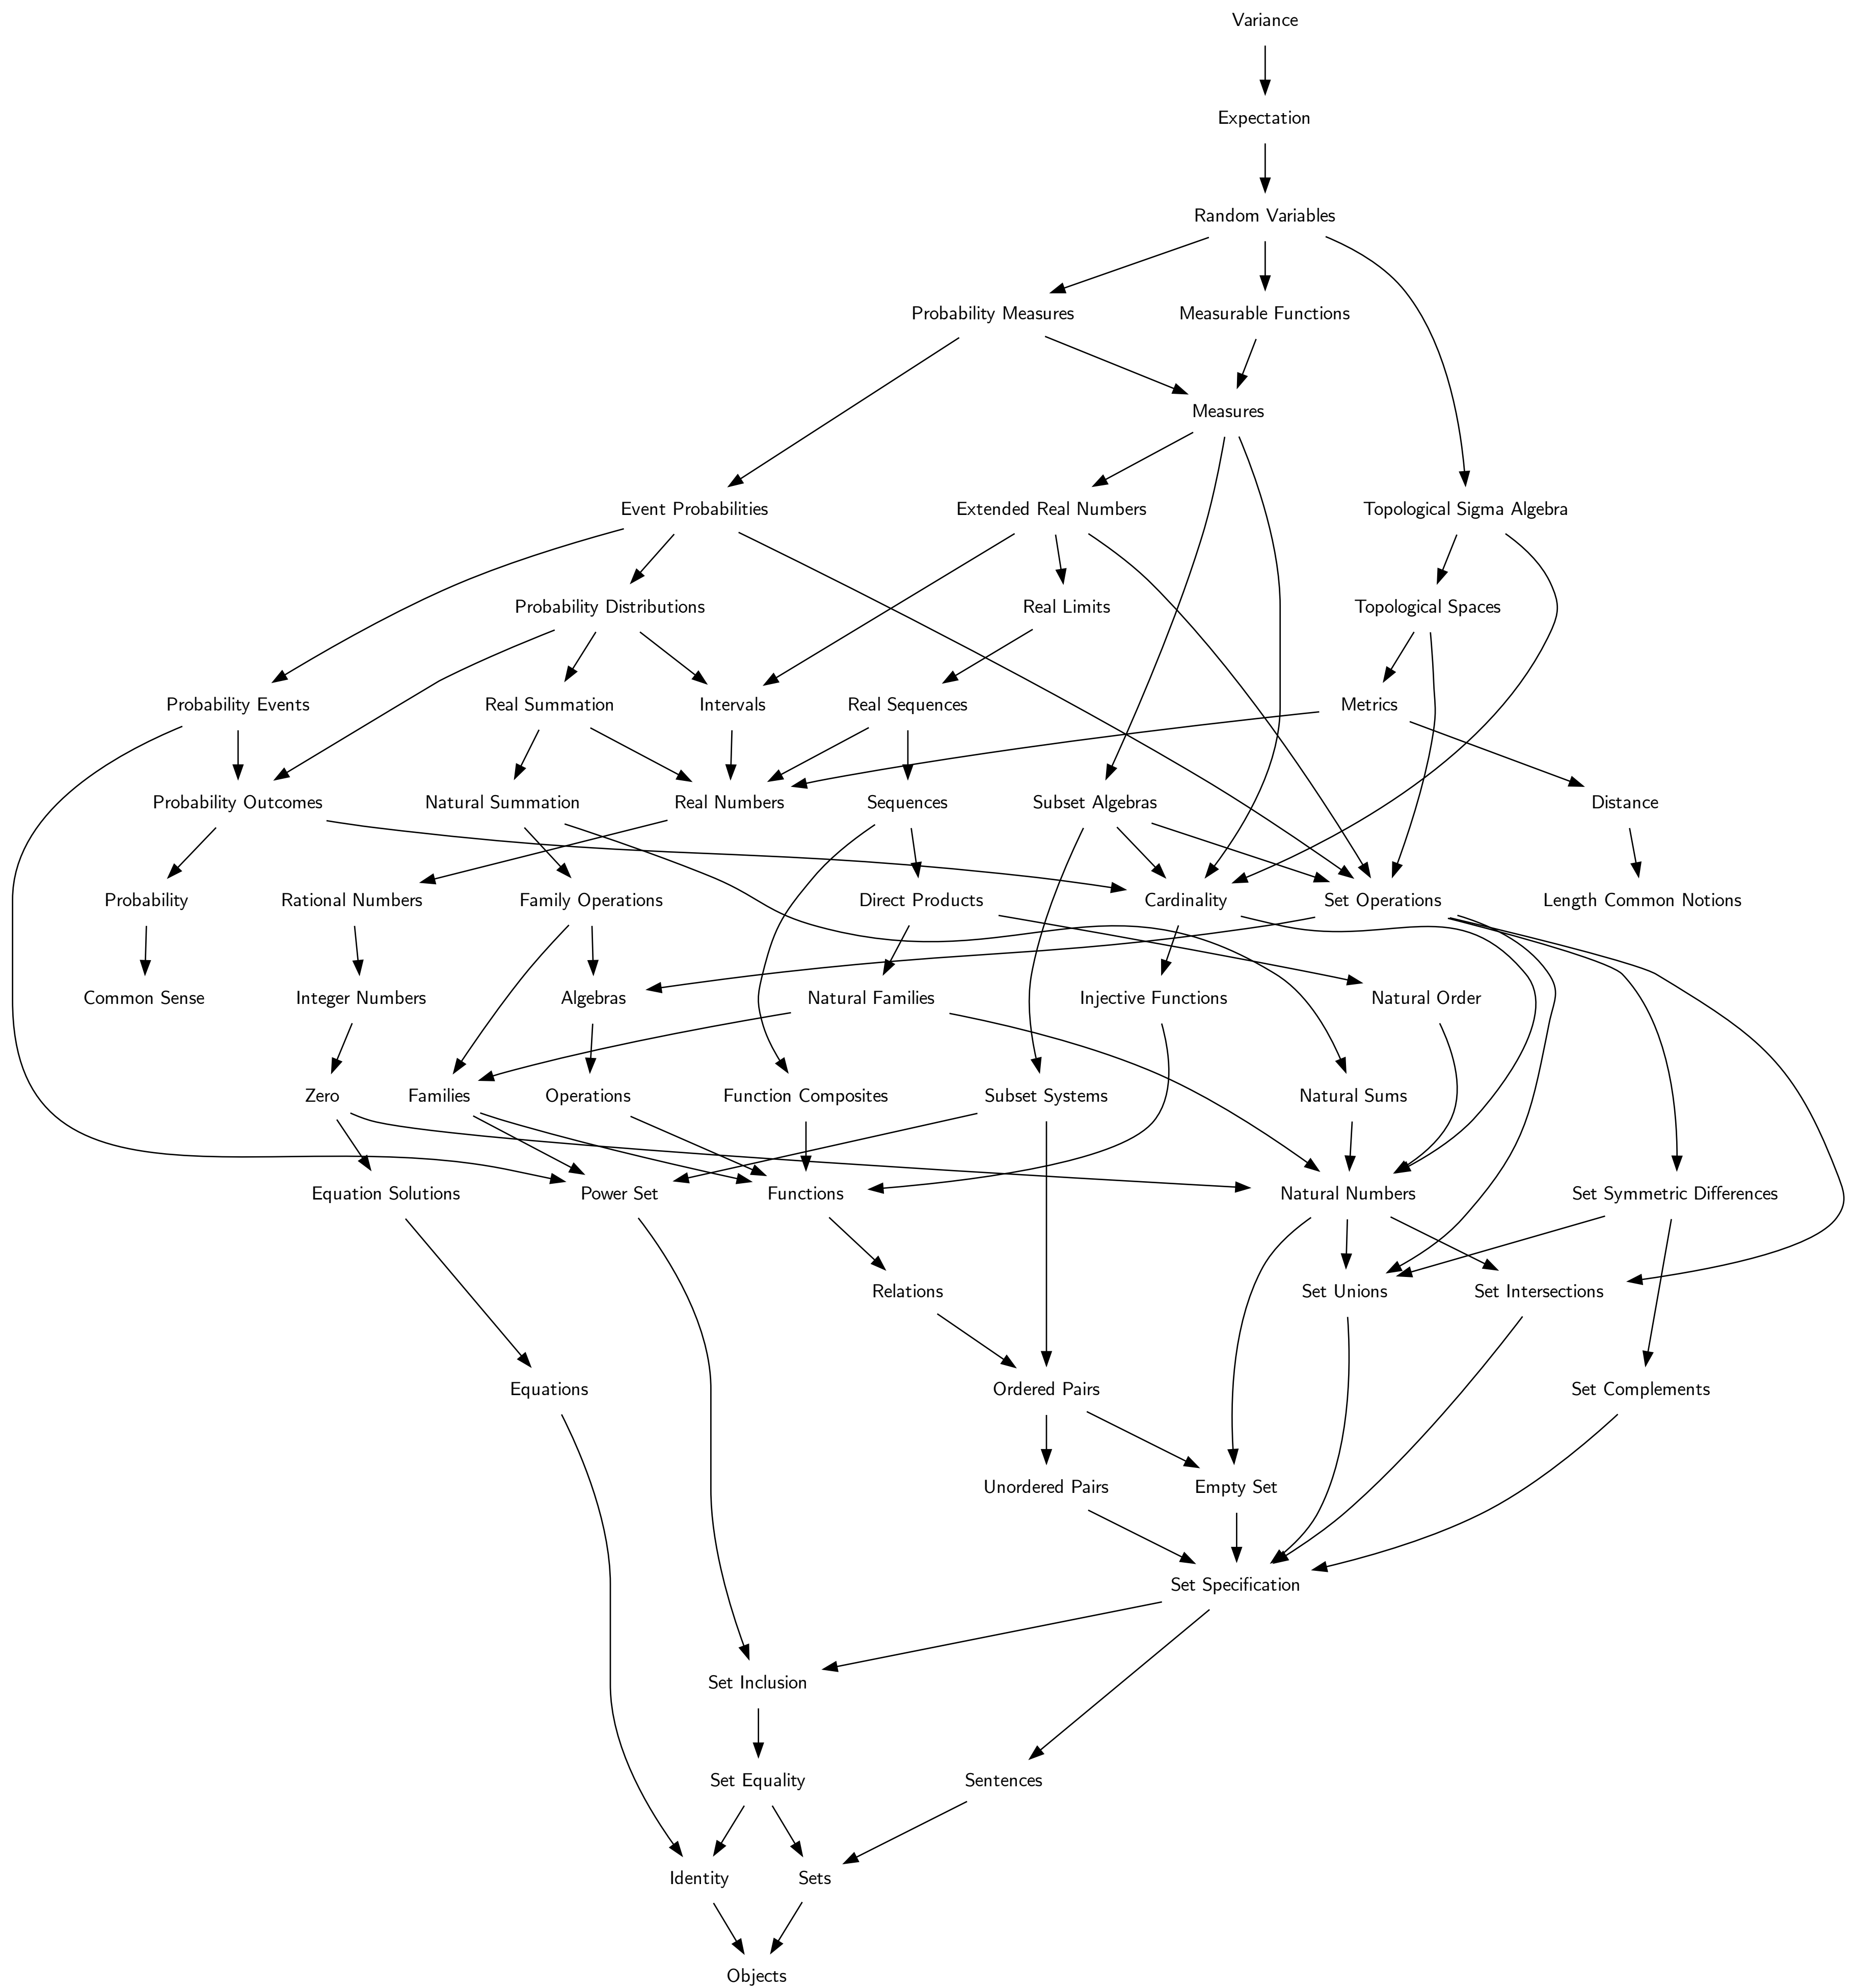 Variance
Expectation
Random Variables
Probability Measures
Measurable Functions
Measures
Event Probabilities
Extended Real Numbers
Topological Sigma Algebra
Probability Distributions
Real Limits
Topological Spaces
Probability Events
Real Summation
Intervals
Real Sequences
Metrics
Probability Outcomes
Natural Summation
Real Numbers
Sequences
Subset Algebras
Distance
Probability
Rational Numbers
Family Operations
Direct Products
Cardinality
Set Operations
Length Common Notions
Common Sense
Integer Numbers
Algebras
Natural Families
Injective Functions
Natural Order
Zero
Families
Operations
Function Composites
Subset Systems
Natural Sums
Equation Solutions
Power Set
Functions
Natural Numbers
Set Symmetric Differences
Relations
Set Unions
Set Intersections
Equations
Ordered Pairs
Set Complements
Unordered Pairs
Empty Set
Set Specification
Set Inclusion
Set Equality
Sentences
Identity
Sets
Objects